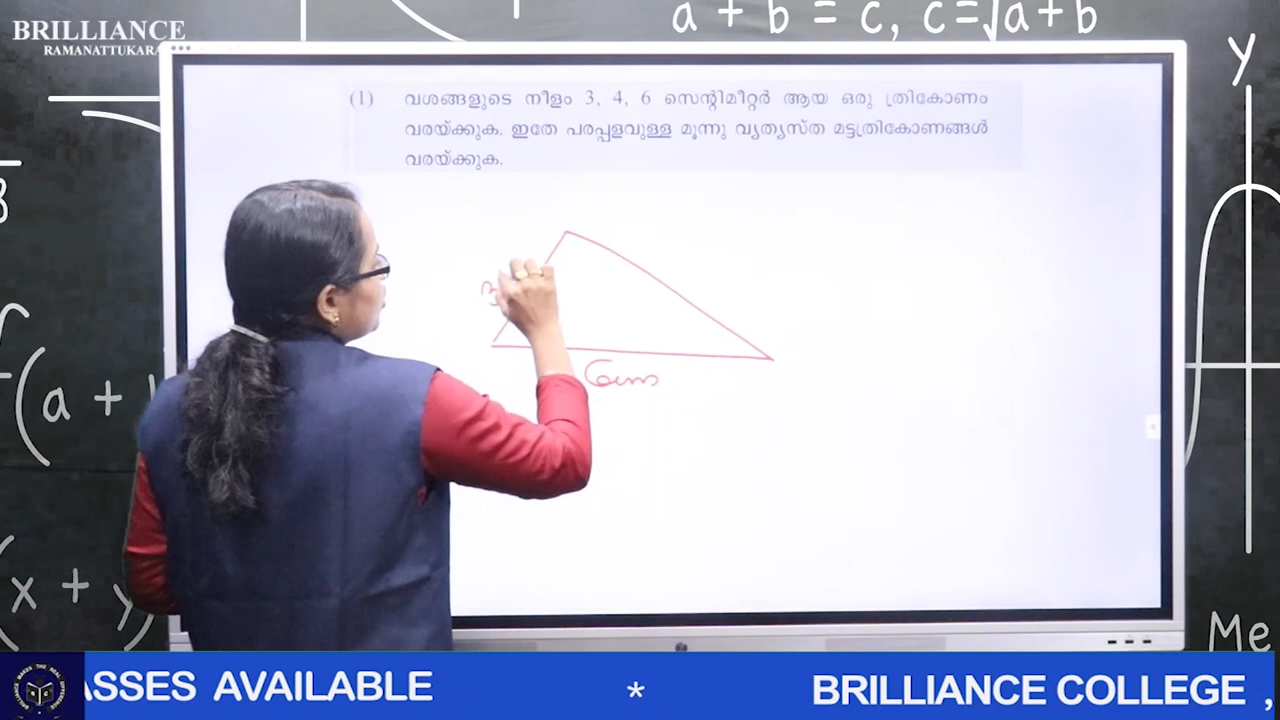 a + b = c, c=√a+b
BRILLIANCE
RAMANATTUKARA
y
(1) വശങ്ങളുടെ നീളം 3, 4, 6 സെന്റിമീറ്റർ ആയ ഒരു ത്രികോണം
വരയ്ക്കുക. ഇതേ പരപ്പളവുള്ള മൂന്നു വ്യത്യസ്ത മട്ടത്രികോണങ്ങൾ
വരയ്ക്കുക.
3
6cm
(a +
(x + y)
Me
ASSES AVAILABLE * BRILLIANCE COLLEGE ,